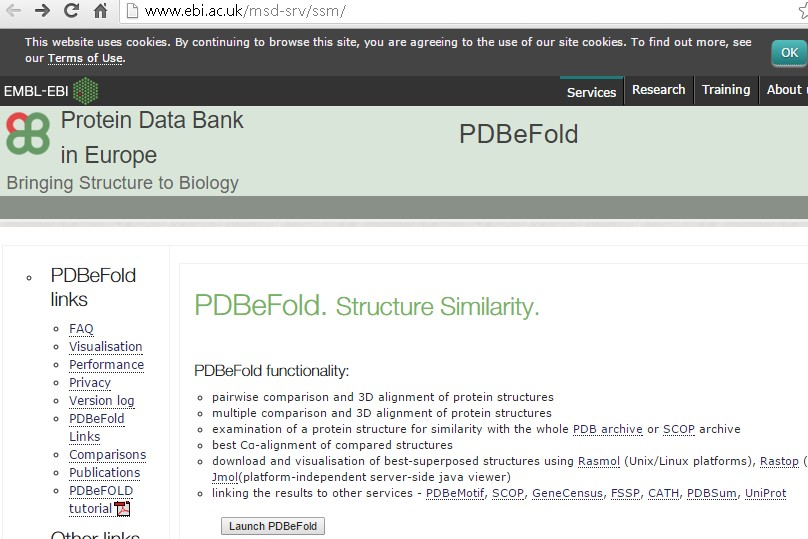 www.ebi.ac.uk/msd-srv/ssm/
This website uses cookies. By continuing to browse this site, you are agreeing to the use of our site cookies. To find out more, see
our Terms of Use.
OK
EMBL-EBI
Services Research Training About
Protein Data Bank
in Europe
Bringing Structure to Biology
PDBeFold
PDBeFold
links
FAQ
Visualisation
Performance
Privacy
Version log
PDBeFold
Links
Comparisons
Publications
PDBeFOLD
tutorial
Other links
PDBeFold. Structure Similarity.
PDBeFold functionality:
pairwise comparison and 3D alignment of protein structures
multiple comparison and 3D alignment of protein structures
examination of a protein structure for similarity with the whole PDB archive or SCOP archive
best Cα-alignment of compared structures
download and visualisation of best-superposed structures using Rasmol (Unix/Linux platforms), Rastop (
Jmol(platform-independent server-side java viewer)
linking the results to other services - PDBeMotif, SCOP, GeneCensus, FSSP, CATH, PDBSum, UniProt
Launch PDBeFold